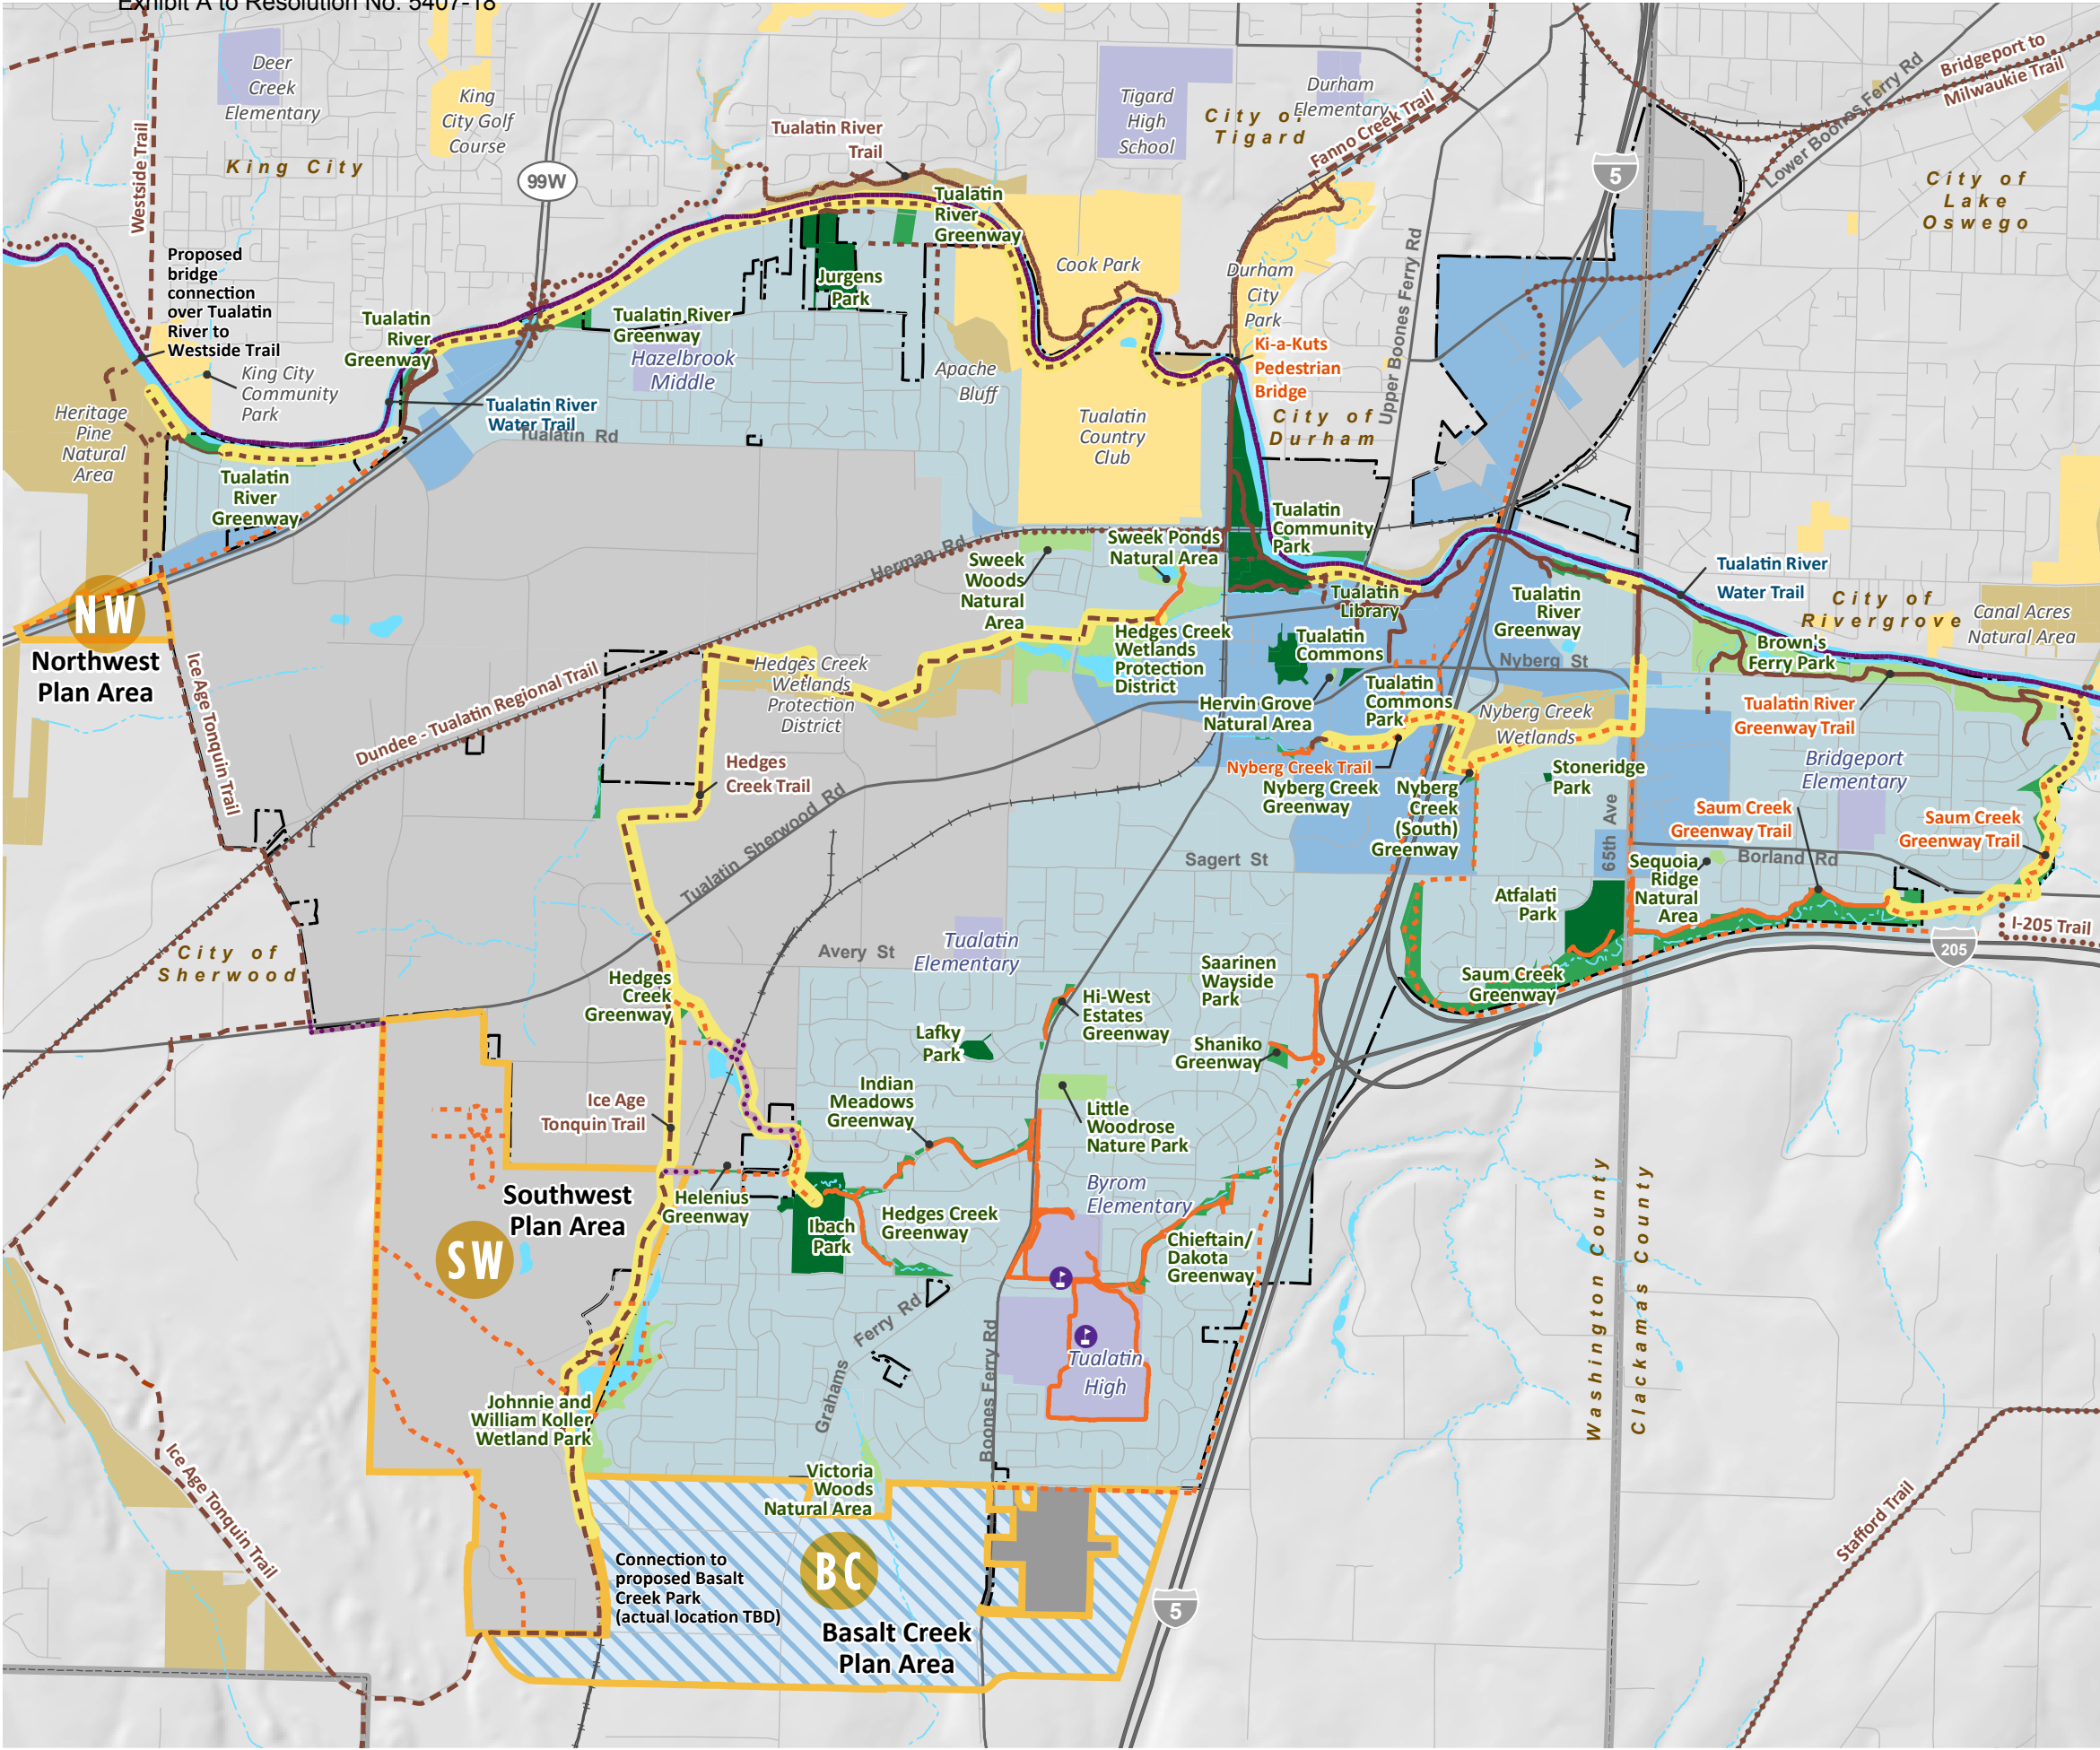 Exhibit A to Resolution No. 5407-18
Deer
Creek
Elementary
King
City Golf
Course
King City
Westside Trail
99W
Tualatin River
Trail
Tigard
High
School
City of
Tigard
Durham
Elementary
Fanno Creek Trail
5
Bridgeport to
Milwaukie Trail
Lower Boones Ferry Rd
City of
Lake
Oswego
Proposed
bridge
connection
over Tualatin
River to
Westside Trail
King City
Community
Park
Heritage
Pine
Natural
Area
Tualatin
River
Greenway
Tualatin River
Water Trail
Tualatin
River
Greenway
Tualatin River
Greenway
Hazelbrook
Middle
Tualatin Rd
Jurgens
Park
Tualatin
River
Greenway
Cook Park
Apache
Bluff
Tualatin
Country
Club
Durham
City
Park
Ki-a-Kuts
Pedestrian
Bridge
City of
Durham
Upper Boones Ferry Rd
Tualatin
Community
Park
Sweek Ponds
Natural Area
Sweek
Woods
Natural
Area
Herman Rd
Tualatin
Library
Tualatin
Commons
Hedges Creek
Wetlands
Protection
District
Hedges Creek
Wetlands
Protection
District
Hervin Grove
Natural Area
Tualatin
Commons
Park
Nyberg St
Nyberg Creek
Wetlands
Tualatin
River
Greenway
Tualatin River
Water Trail
City of
Rivergrove
Canal Acres
Natural Area
Brown's
Ferry Park
Tualatin River
Greenway Trail
Bridgeport
Elementary
NW
Northwest
Plan Area
Ice Age Tonquin Trail
Dundee - Tualatin Regional Trail
Hedges
Creek Trail
Tualatin Sherwood Rd
Nyberg Creek Trail
Nyberg Creek
Greenway
Nyberg
Creek
(South)
Greenway
Stoneridge
Park
65th Ave
Saum Creek
Greenway Trail
Saum Creek
Greenway Trail
Borland Rd
Sequoia
Ridge
Natural
Area
Atfalati
Park
Saum Creek
Greenway
I-205 Trail
205
Sagert St
Avery St
Tualatin
Elementary
City of
Sherwood
Hedges
Creek
Greenway
Lafky
Park
Hi-West
Estates
Greenway
Saarinen
Wayside
Park
Shaniko
Greenway
Indian
Meadows
Greenway
Little
Woodrose
Nature Park
Ice Age
Tonquin Trail
Southwest
Plan Area
SW
Helenius
Greenway
Ibach
Park
Hedges Creek
Greenway
Byrom
Elementary
Chieftain/
Dakota
Greenway
Tualatin
High
Grahams Ferry Rd
Boones Ferry Rd
Washington County
Clackamas County
Johnnie and
William Koller
Wetland Park
Victoria
Woods
Natural Area
Ice Age Tonquin Trail
Connection to
proposed Basalt
Creek Park
(actual location TBD)
BC
Basalt Creek
Plan Area
5
Stafford Trail